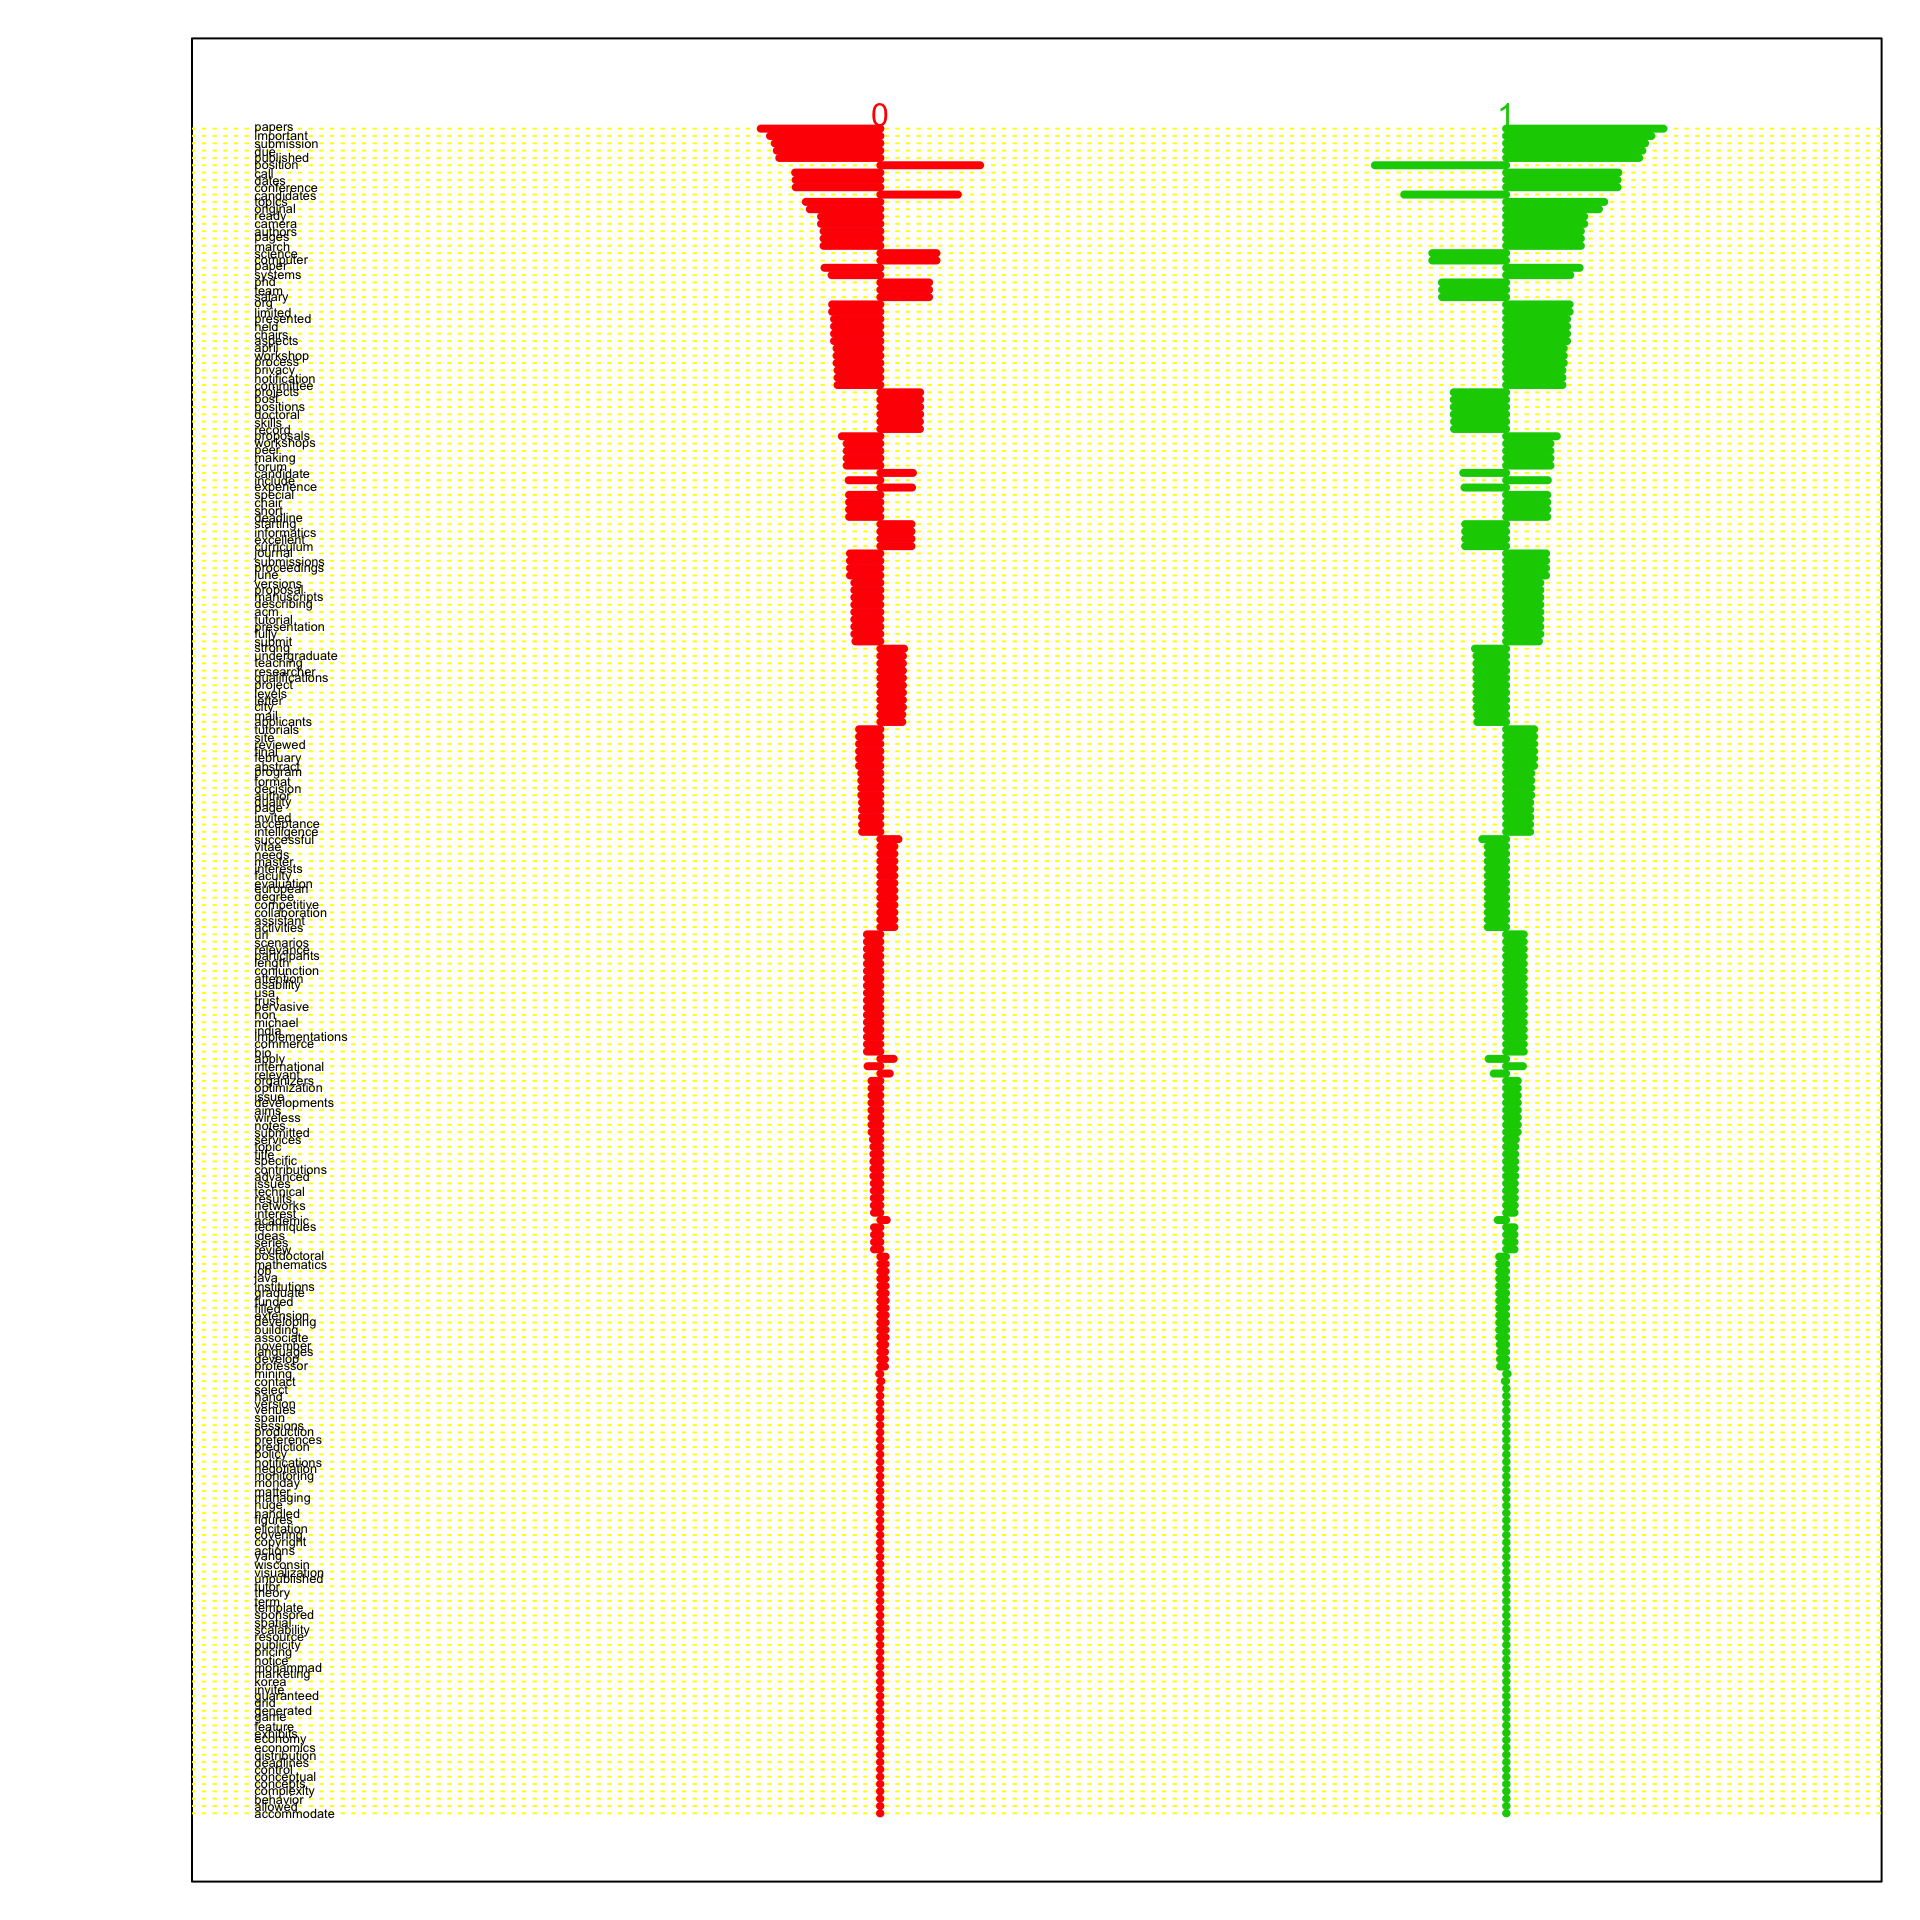 0 1
papers
important
submission
due
published
position
call
dates
conference
candidates
topics
original
ready
camera
authors
pages
march
science
computer
paper
systems
phd
team
salary
org
limited
presented
held
chairs
aspects
april
workshop
process
privacy
notification
committee
projects
post
positions
doctoral
skills
record
proposals
workshops
peer
making
forum
candidate
include
experience
special
chair
short
deadline
starting
informatics
excellent
curriculum
journal
submissions
proceedings
june
versions
proposal
manuscripts
describing
acm
tutorial
presentation
fully
submit
strong
undergraduate
teaching
researcher
qualifications
project
levels
letter
city
mail
applicants
tutorials
site
reviewed
final
february
abstract
program
format
decision
author
quality
page
invited
acceptance
intelligence
successful
vitae
needs
master
interests
faculty
evaluation
european
degree
competitive
collaboration
assistant
activities
url
scenarios
relevance
participants
length
conjunction
attention
usability
usa
trust
pervasive
non
michael
india
implementations
commerce
bio
apply
international
relevant
organizers
optimization
issue
developments
aims
wireless
notes
submitted
services
topic
title
specific
contributions
advanced
issues
technical
results
networks
interest
academic
techniques
ideas
series
review
postdoctoral
mathematics
job
java
institutions
graduate
funded
filled
extension
developing
building
associate
november
languages
develop
professor
mining
contact
select
hand
version
venues
spain
sessions
production
preferences
prediction
policy
notifications
negotiation
monitoring
monday
matter
managing
huge
handled
figures
elicitation
covering
copyright
actions
yang
wisconsin
visualization
unpublished
tutor
theory
term
template
sponsored
spatial
scalability
resource
publicity
pricing
notice
mohammad
marketing
korea
invite
guaranteed
grid
generated
game
feature
exhibits
economy
economics
distribution
deadlines
control
conceptual
concepts
complexity
behavior
allowed
accommodate